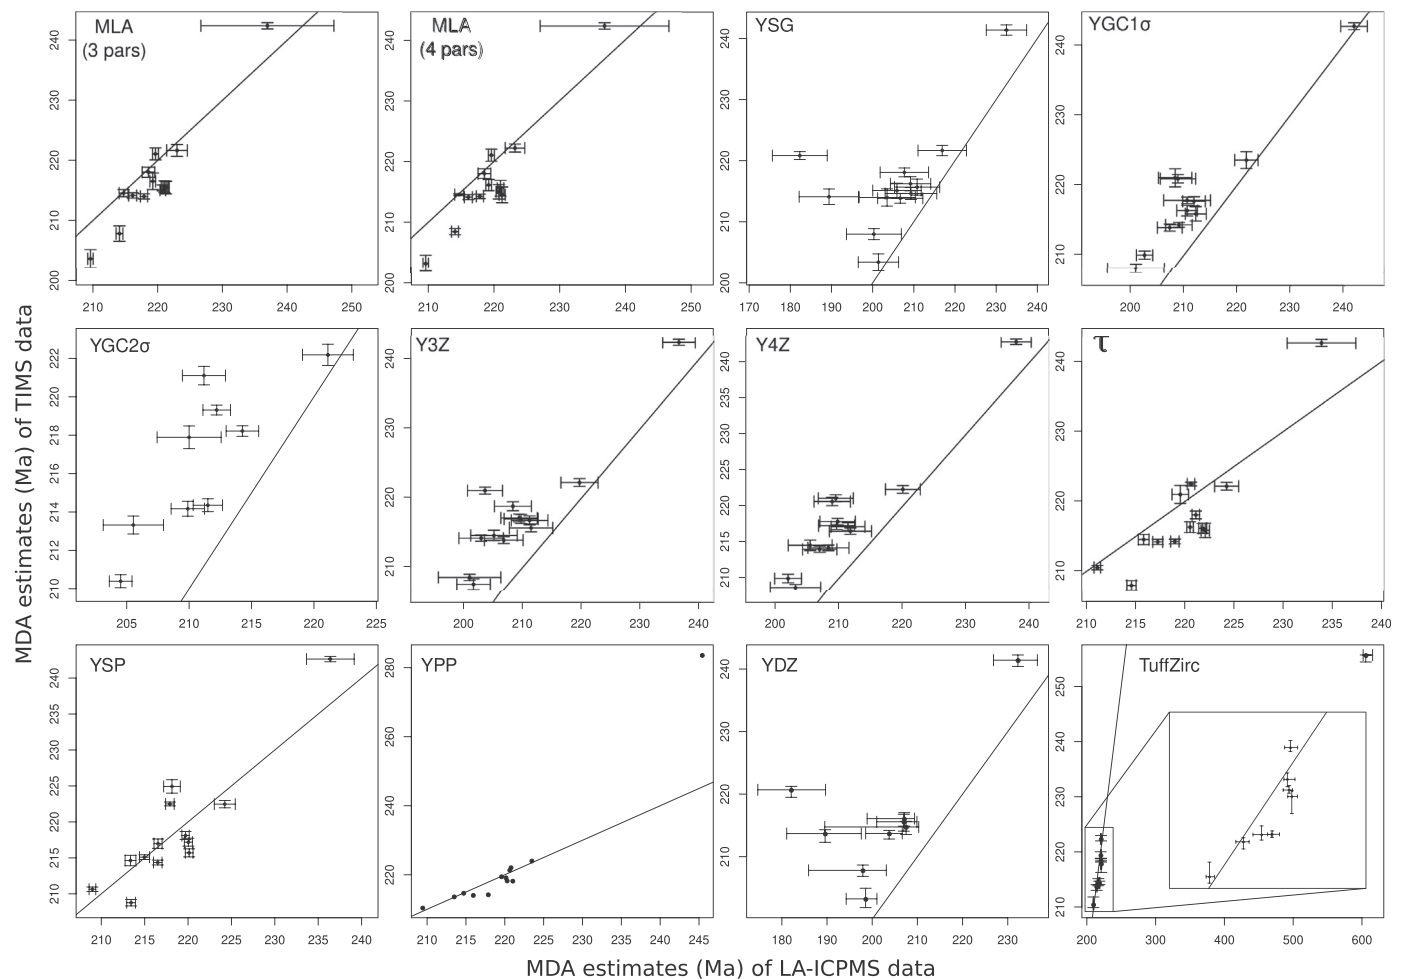 MLA
(3 pars)
240
230
220
210
200
210 220 230 240 250
MLA
(4 pars)
240
230
220
210
200
210 220 230 240 250
YSG
240
230
220
210
200
170 180 190 200 210 220 230 240
YGC1σ
240
230
220
210
200 210 220 230 240
YGC2σ
222
220
218
216
214
212
210
205 210 215 220 225
Y3Z
240
230
220
210
200 210 220 230 240
Y4Z
240
235
230
225
220
215
210
200 210 220 230 240
τ
240
230
220
210
210 215 220 225 230 235 240
YSP
240
235
230
225
220
215
210
210 215 220 225 230 235 240
YPP
280
260
240
220
210 215 220 225 230 235 240 245
YDZ
240
230
220
210
180 190 200 210 220 230
TuffZirc
250
240
230
220
210
200 300 400 500 600
MDA estimates (Ma) of TIMS data
MDA estimates (Ma) of LA-ICPMS data